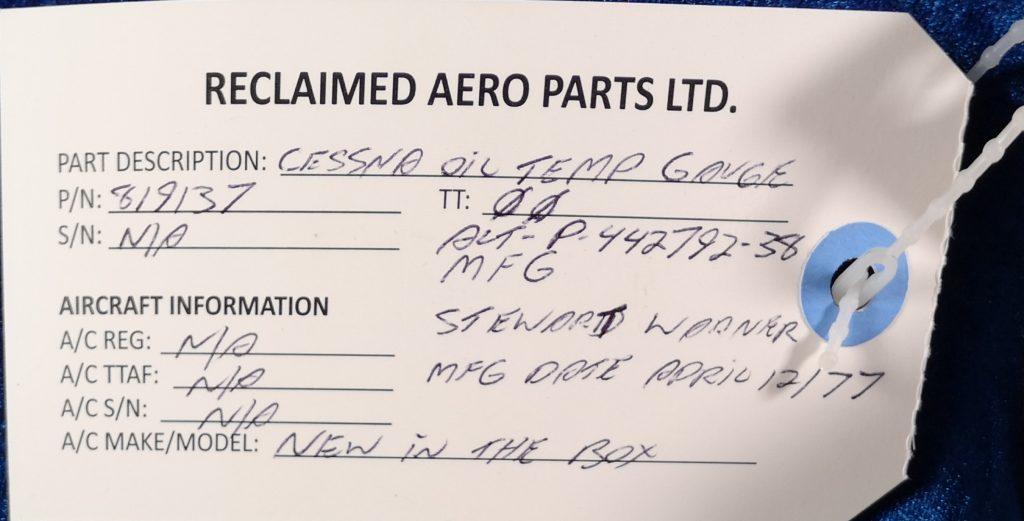 RECLAIMED AERO PARTS LTD.
PART DESCRIPTION: CESSNA OIL TEMP GAUGE
P/N: 819137 TT: 00
S/N: N/A ALT-P-442792-38
MFG
AIRCRAFT INFORMATION STEWART WARNER
A/C REG: N/A
A/C TTAF: N/A MFG DATE APRIL 12/77
A/C S/N: N/A
A/C MAKE/MODEL: NEW IN THE BOX